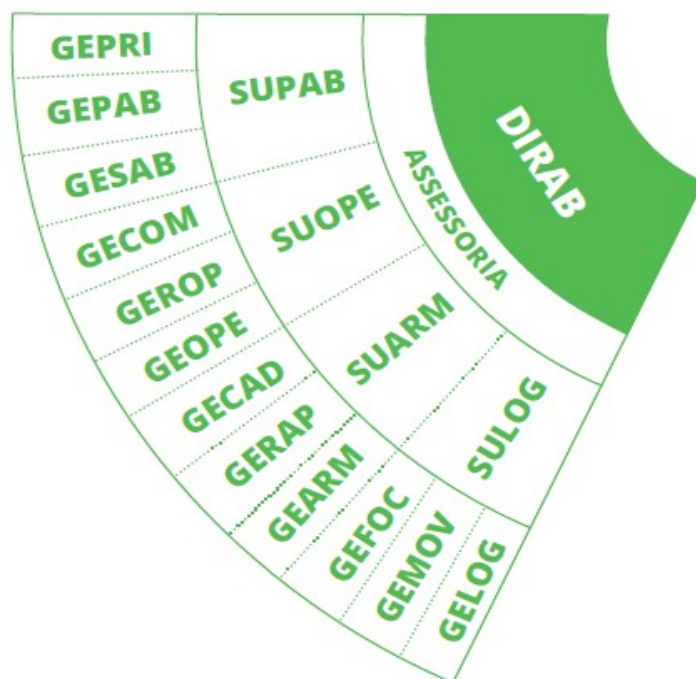 DIRAB
ASSESSORIA
SUPAB
SUOPE
SUARM
SULOG
GEPRI
GEPAB
GESAB
GECOM
GEROP
GEOPE
GECAD
GERAP
GEARM
GEFOC
GEMOV
GELOG